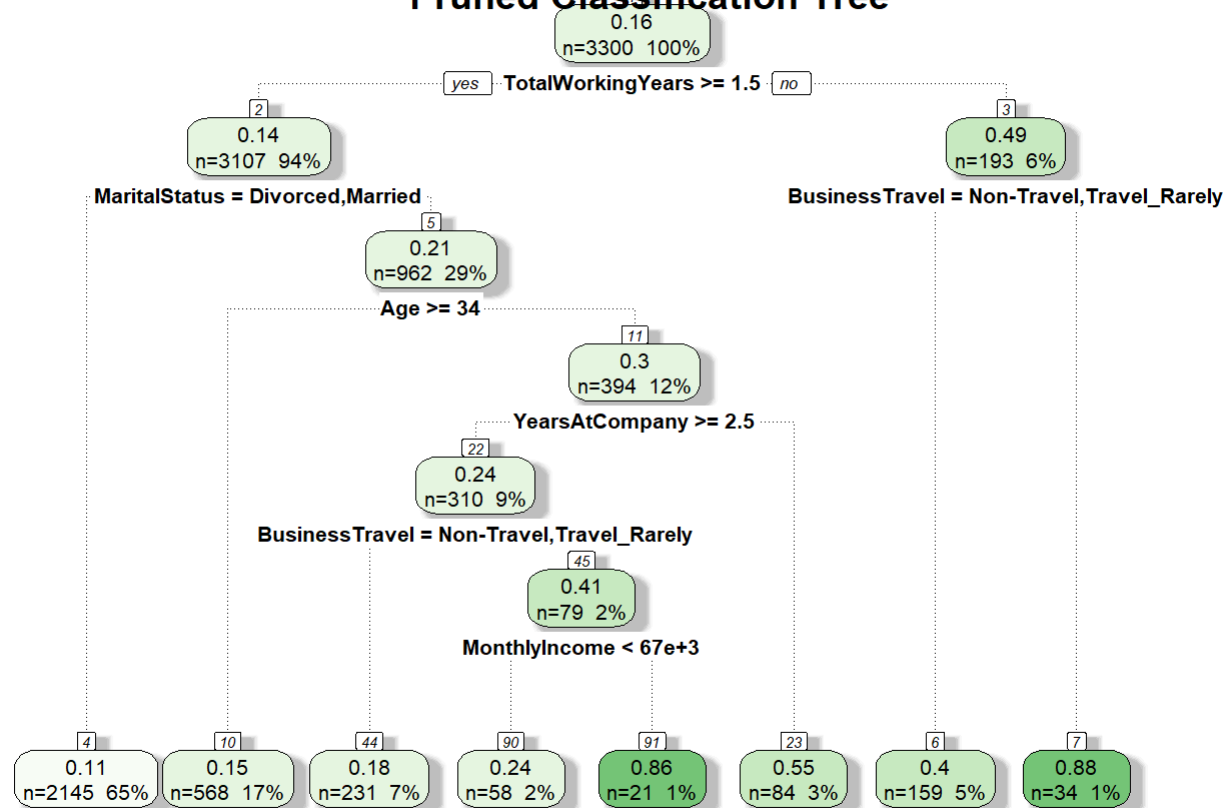 Pruned Classification Tree
0.16
n=3300 100%
yes TotalWorkingYears >= 1.5 no
2
0.14
n=3107 94%
3
0.49
n=193 6%
MaritalStatus = Divorced,Married
BusinessTravel = Non-Travel,Travel_Rarely
5
0.21
n=962 29%
Age >= 34
11
0.3
n=394 12%
YearsAtCompany >= 2.5
22
0.24
n=310 9%
BusinessTravel = Non-Travel,Travel_Rarely
45
0.41
n=79 2%
MonthlyIncome < 67e+3
4
0.11
n=2145 65%
10
0.15
n=568 17%
44
0.18
n=231 7%
90
0.24
n=58 2%
91
0.86
n=21 1%
23
0.55
n=84 3%
6
0.4
n=159 5%
7
0.88
n=34 1%